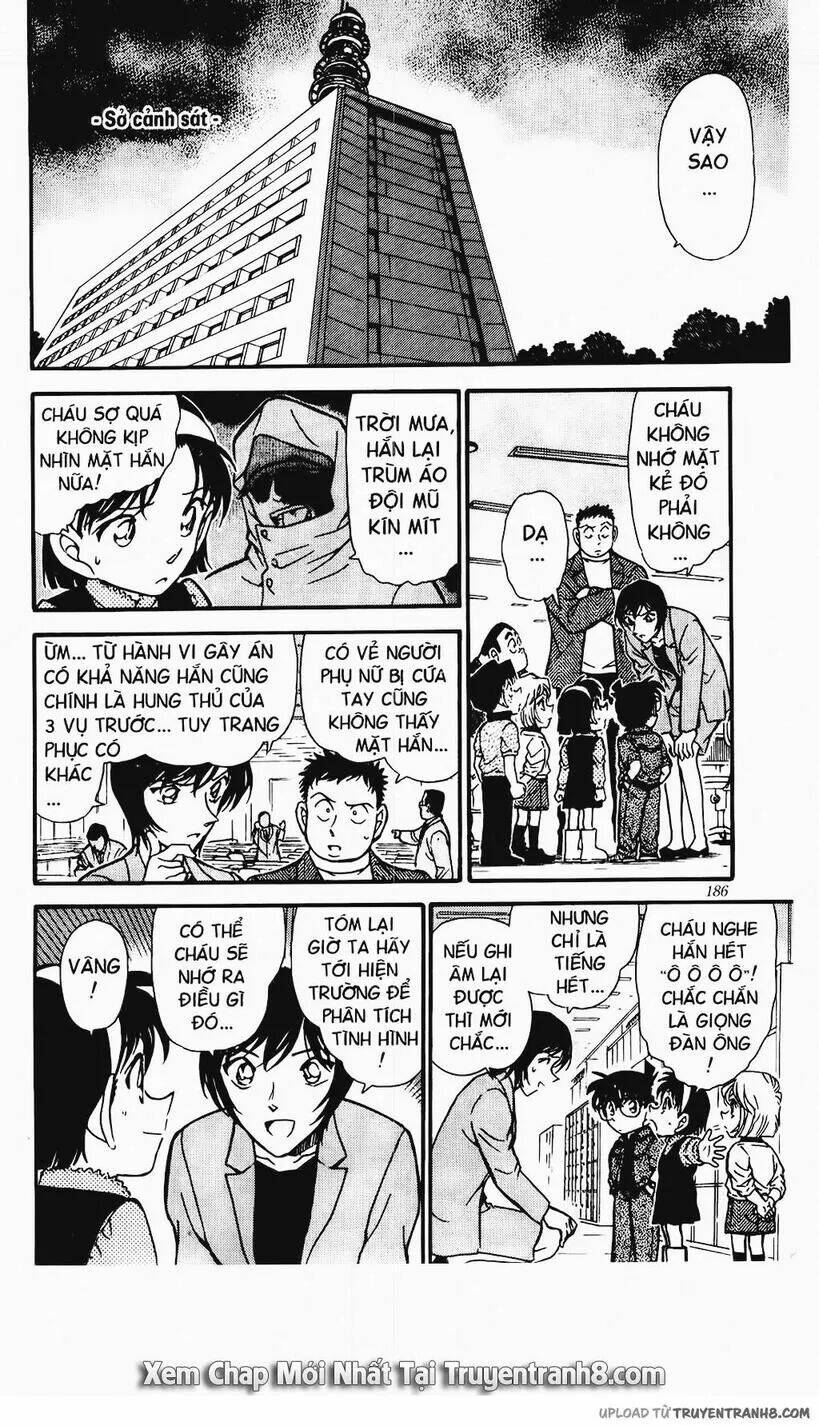 - Sở cảnh sát -
VẬY
SAO
...
CHÁU
KHÔNG
NHỚ MẶT
KẺ ĐÓ
PHẢI
KHÔNG
...
DẠ
...
TRỜI MƯA,
HẮN LẠI
TRÙM ÁO
ĐỘI MŨ
KÍN MÍT
...
CHÁU SỢ QUÁ
KHÔNG KỊP
NHÌN MẶT HẮN
NỮA!
CÓ VẺ NGƯỜI
PHỤ NỮ BỊ CỨA
TAY CŨNG
KHÔNG THẤY
MẶT HẮN...
ỪM... TỪ HÀNH VI GÂY ÁN
CÓ KHẢ NĂNG HẮN CŨNG
CHÍNH LÀ HUNG THỦ CỦA
3 VỤ TRƯỚC... TUY TRANG
PHỤC CÓ
KHÁC
...
186
CHÁU NGHE
HẮN HÉT
"Ô Ô Ô Ô"!
CHẮC CHẮN
LÀ GIỌNG
ĐÀN ÔNG!
NHƯNG
CHỈ LÀ
TIẾNG
HÉT...
NẾU GHI
ÂM LẠI
ĐƯỢC
THÌ MỚI
CHẮC...
TÓM LẠI
GIỜ TA HÃY
TỚI HIỆN
TRƯỜNG ĐỂ
PHÂN TÍCH
TÌNH HÌNH
!
CÓ THỂ
CHÁU SẼ
NHỚ RA
ĐIỀU GÌ
ĐÓ...
VÂNG
!
Xem Chap Mới Nhất Tại Truyentranh8.com
UPLOAD TỪ TRUYENTRANH8.COM